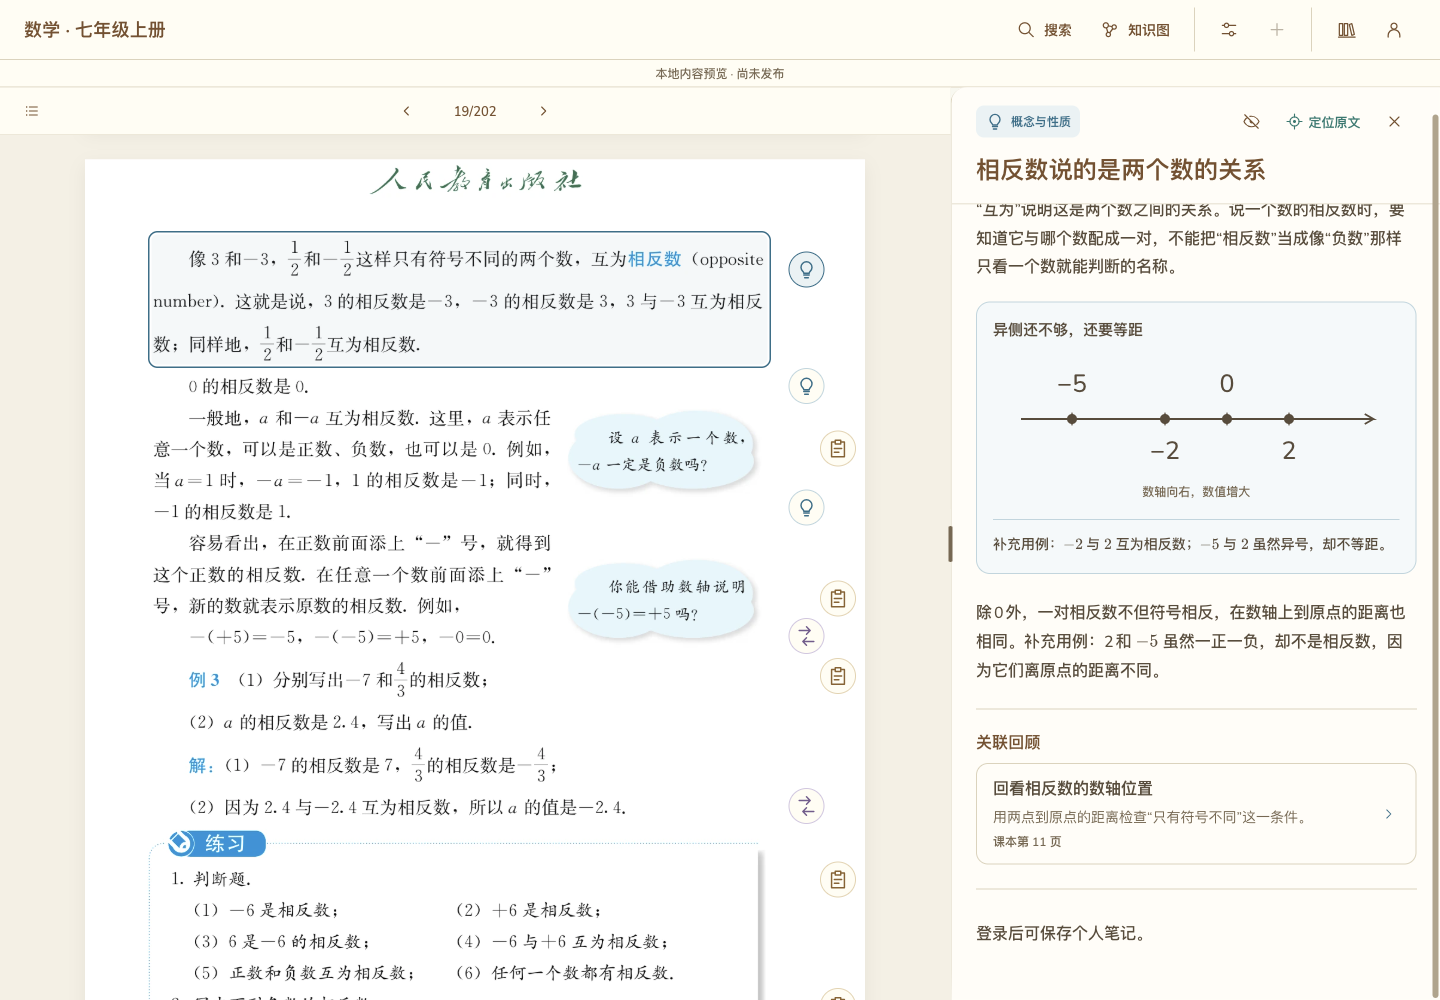 数学 · 七年级上册
搜索
知识图
本地内容预览 · 尚未发布
19/202
人民教育出版社
像 3 和−3，1/2和−1/2这样只有符号不同的两个数，互为相反数（opposite
number）. 这就是说，3 的相反数是−3，−3 的相反数是 3，3 与−3 互为相反
数；同样地，1/2和−1/2互为相反数.
0 的相反数是 0.
一般地，a 和−a 互为相反数. 这里，a 表示任
意一个数，可以是正数、负数，也可以是 0. 例如，
当 a＝1 时，−a＝−1，1 的相反数是−1；同时，
−1 的相反数是 1.
设 a 表示一个数，
−a 一定是负数吗？
容易看出，在正数前面添上“−”号，就得到
这个正数的相反数. 在任意一个数前面添上“−”
号，新的数就表示原数的相反数. 例如，
−(+5)＝−5，−(−5)＝+5，−0＝0.
你能借助数轴说明
−(−5)＝+5 吗？
例 3 （1）分别写出−7 和4/3的相反数；
（2）a 的相反数是 2.4，写出 a 的值.
解：（1）−7 的相反数是 7，4/3的相反数是−4/3；
（2）因为 2.4 与−2.4 互为相反数，所以 a 的值是−2.4.
练习
1. 判断题.
（1）−6 是相反数；
（2）+6 是相反数；
（3）6 是−6 的相反数；
（4）−6 与+6 互为相反数；
（5）正数和负数互为相反数；
（6）任何一个数都有相反数.
概念与性质
定位原文
相反数说的是两个数的关系
“互为”说明这是两个数之间的关系。说一个数的相反数时，要
知道它与哪个数配成一对，不能把“相反数”当成像“负数”那样
只看一个数就能判断的名称。
异侧还不够，还要等距
−5
0
−2
2
数轴向右，数值增大
补充用例：−2 与 2 互为相反数；−5 与 2 虽然异号，却不等距。
除 0 外，一对相反数不但符号相反，在数轴上到原点的距离也
相同。补充用例：2 和 −5 虽然一正一负，却不是相反数，因
为它们离原点的距离不同。
关联回顾
回看相反数的数轴位置
用两点到原点的距离检查“只有符号不同”这一条件。
课本第 11 页
登录后可保存个人笔记。